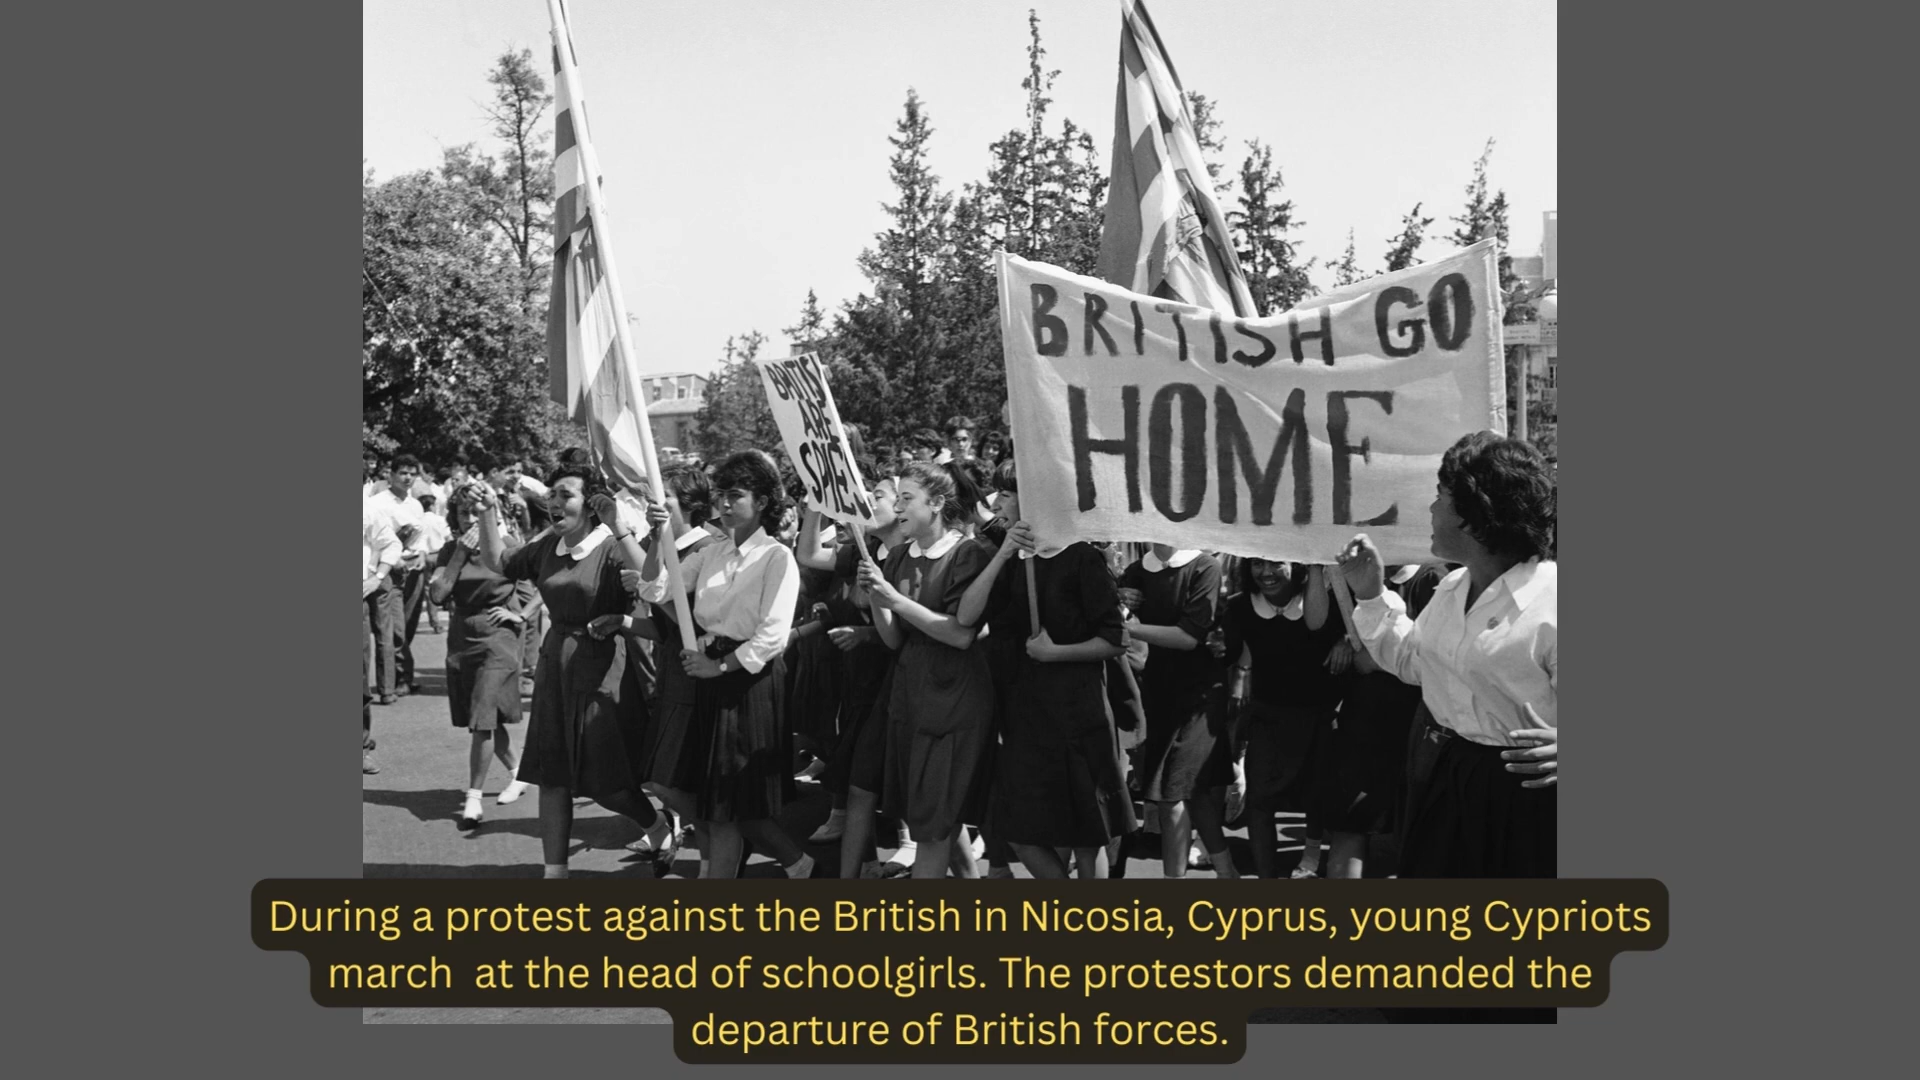 BRITISH GO
HOME
BRITISH
ARE
SPIES
During a protest against the British in Nicosia, Cyprus, young Cypriots
march  at the head of schoolgirls. The protestors demanded the
departure of British forces.